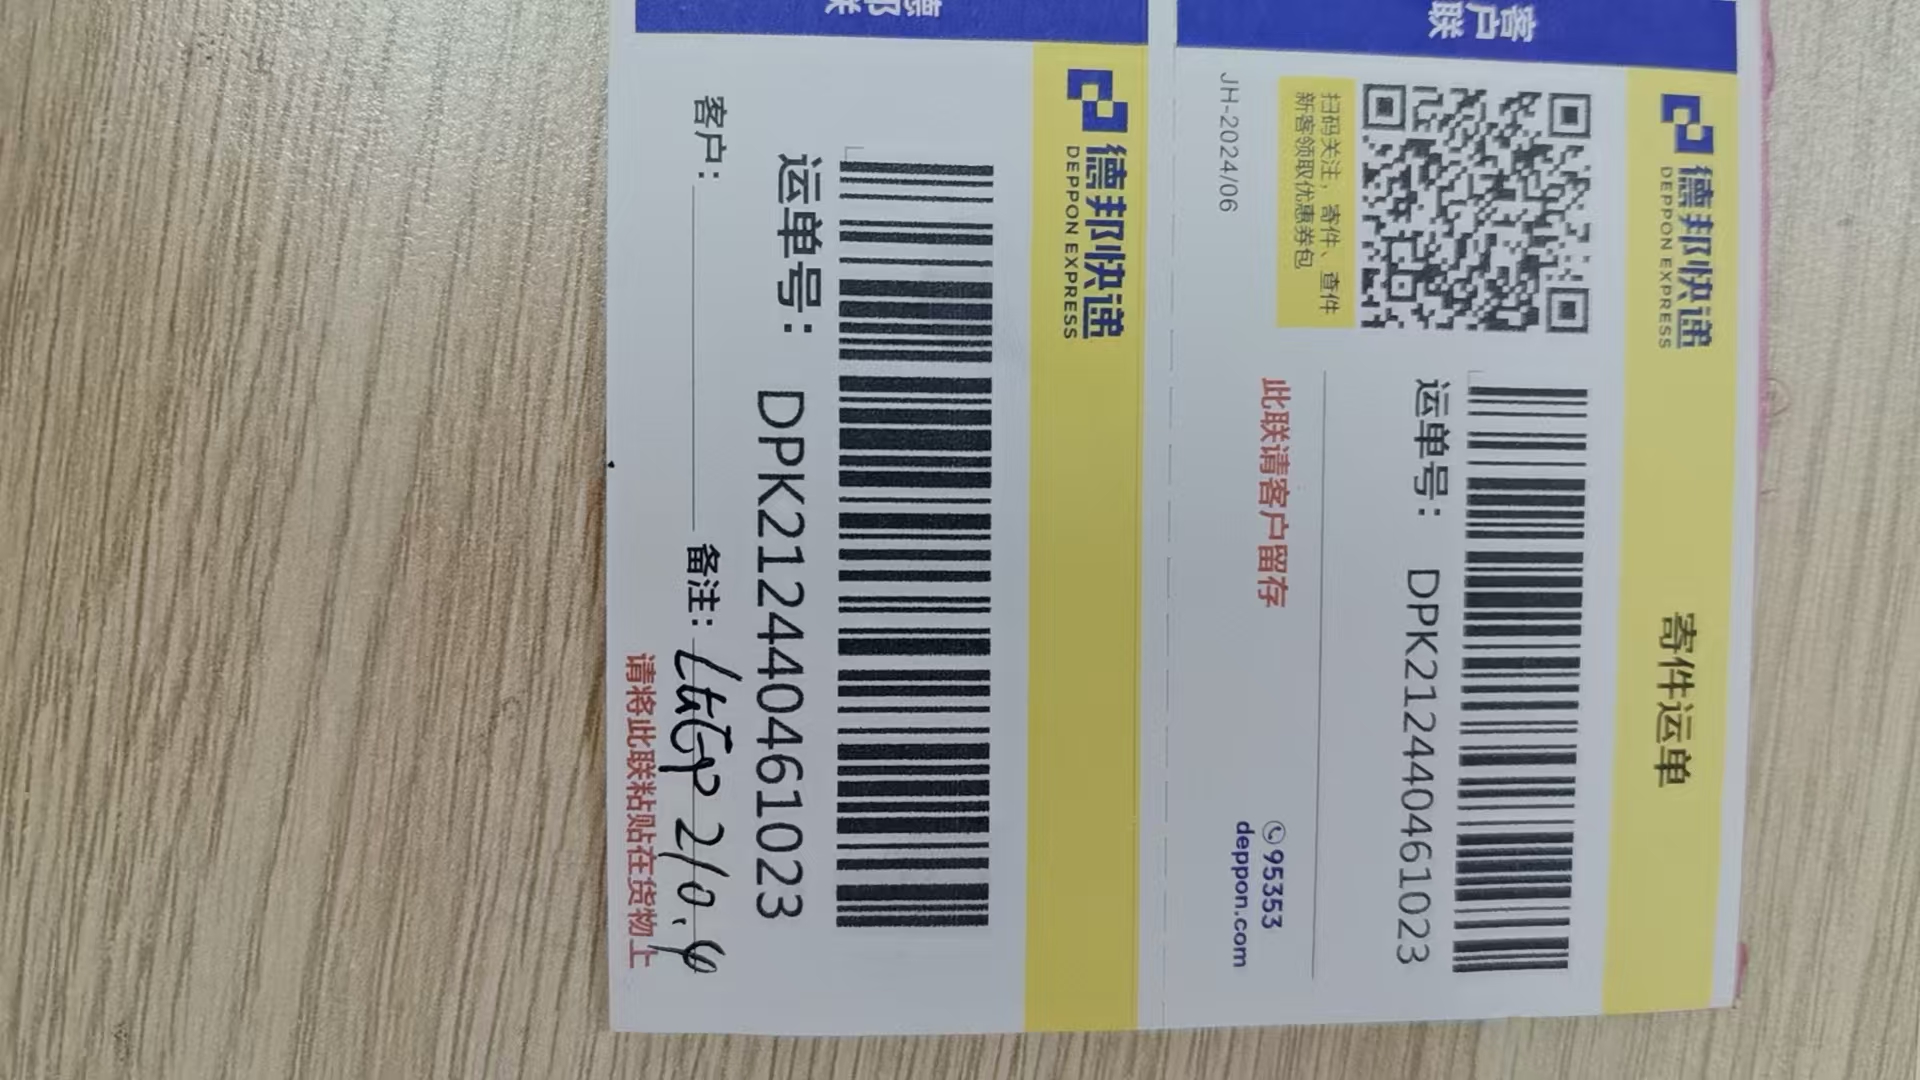 客户联
德邦快递
DEPPON EXPRESS
寄件运单
运单号: DPK212440461023
扫码关注，寄件、查件
新客领取优惠券包
此联请客户留存
95353
deppon.com
JH-2024/06
德邦联
德邦快递
DEPPON EXPRESS
运单号: DPK212440461023
客户:
备注:
请将此联粘贴在货物上